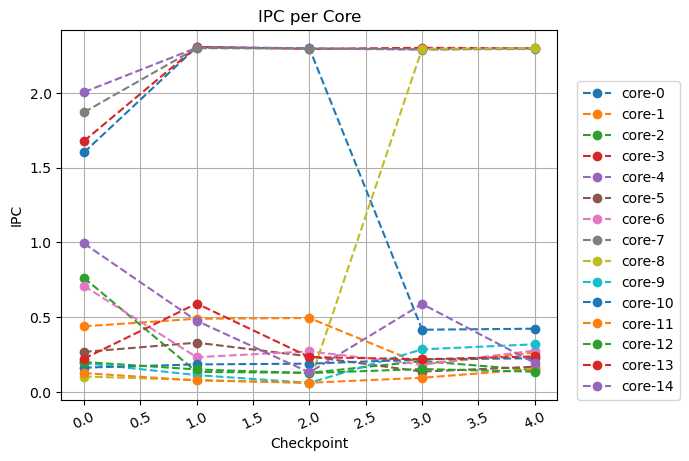 IPC per Core
IPC
2.0
1.5
1.0
0.5
0.0
0.0
0.5
1.0
1.5
2.0
2.5
3.0
3.5
4.0
Checkpoint
core-0
core-1
core-2
core-3
core-4
core-5
core-6
core-7
core-8
core-9
core-10
core-11
core-12
core-13
core-14